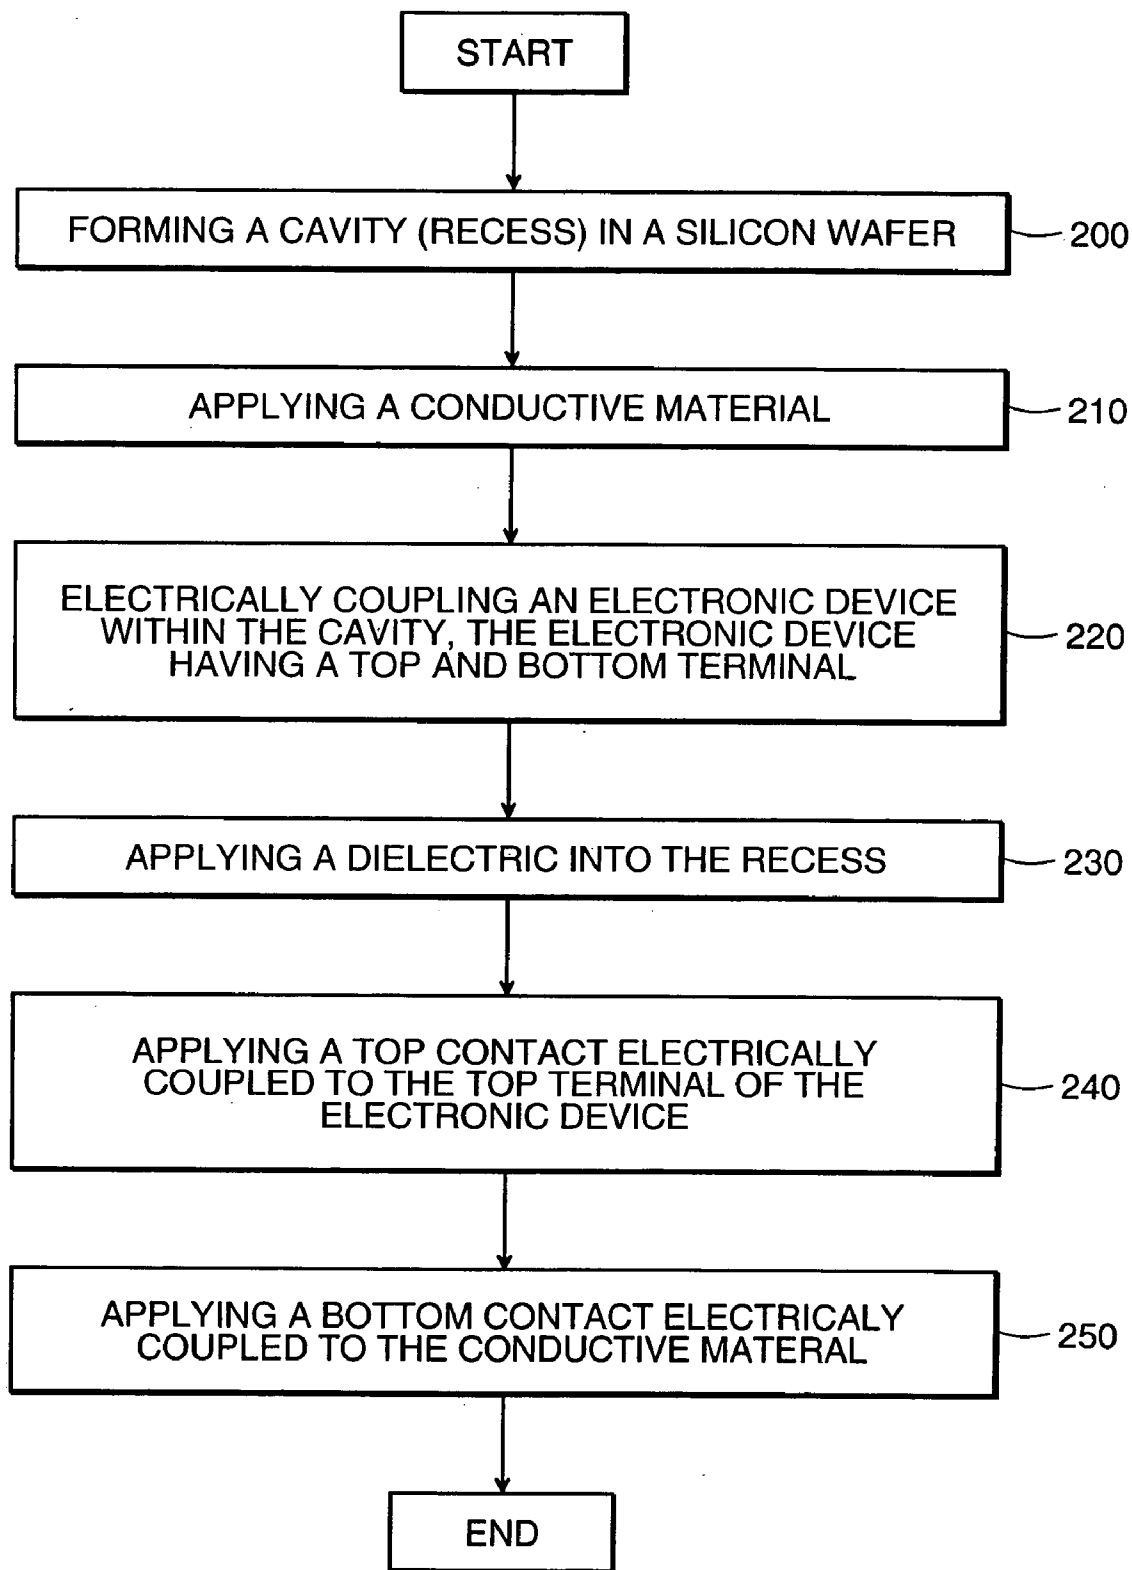 START
FORMING A CAVITY (RECESS) IN A SILICON WAFER
200
APPLYING A CONDUCTIVE MATERIAL
210
ELECTRICALLY COUPLING AN ELECTRONIC DEVICE
WITHIN THE CAVITY, THE ELECTRONIC DEVICE
HAVING A TOP AND BOTTOM TERMINAL
220
APPLYING A DIELECTRIC INTO THE RECESS
230
APPLYING A TOP CONTACT ELECTRICALLY
COUPLED TO THE TOP TERMINAL OF THE
ELECTRONIC DEVICE
240
APPLYING A BOTTOM CONTACT ELECTRICALY
COUPLED TO THE CONDUCTIVE MATERAL
250
END